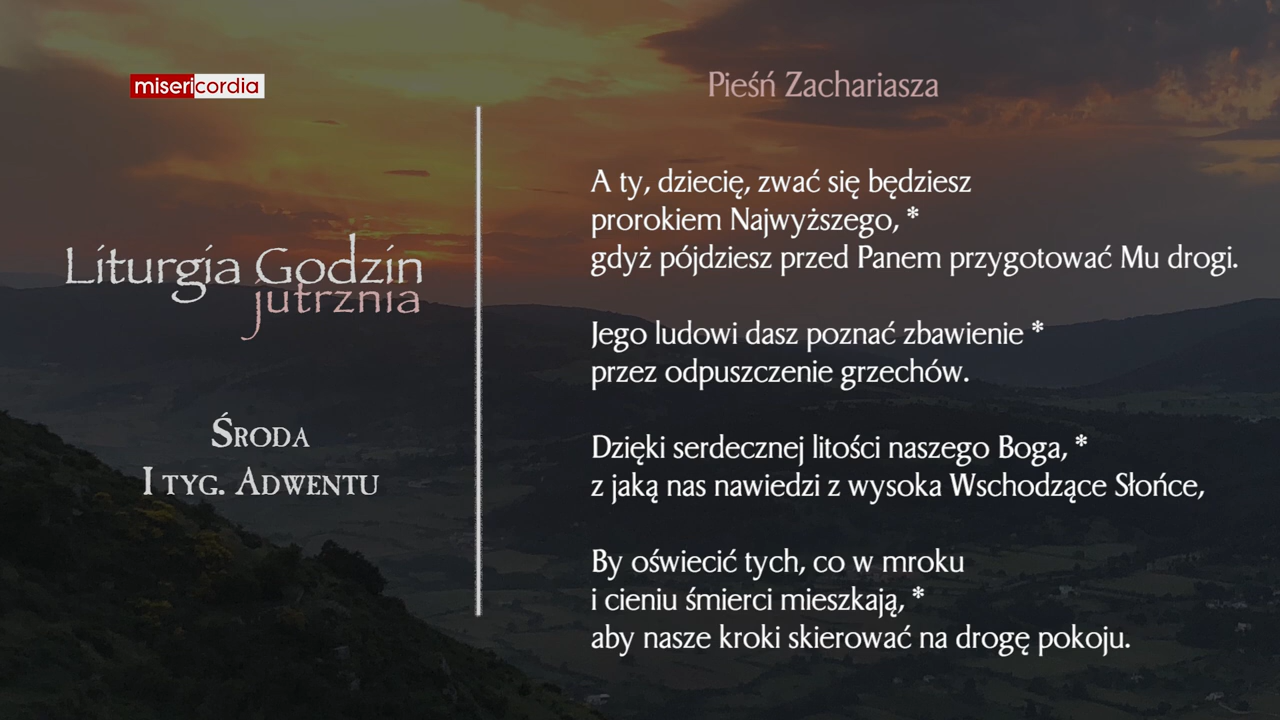 misericordia
Liturgia Godzin
jutrznia
Środa
I tyg. Adwentu
Pieśń Zachariasza
A ty, dziecię, zwać się będziesz
prorokiem Najwyższego, *
gdyż pójdziesz przed Panem przygotować Mu drogi.
Jego ludowi dasz poznać zbawienie *
przez odpuszczenie grzechów.
Dzięki serdecznej litości naszego Boga, *
z jaką nas nawiedzi z wysoka Wschodzące Słońce,
By oświecić tych, co w mroku
i cieniu śmierci mieszkają, *
aby nasze kroki skierować na drogę pokoju.